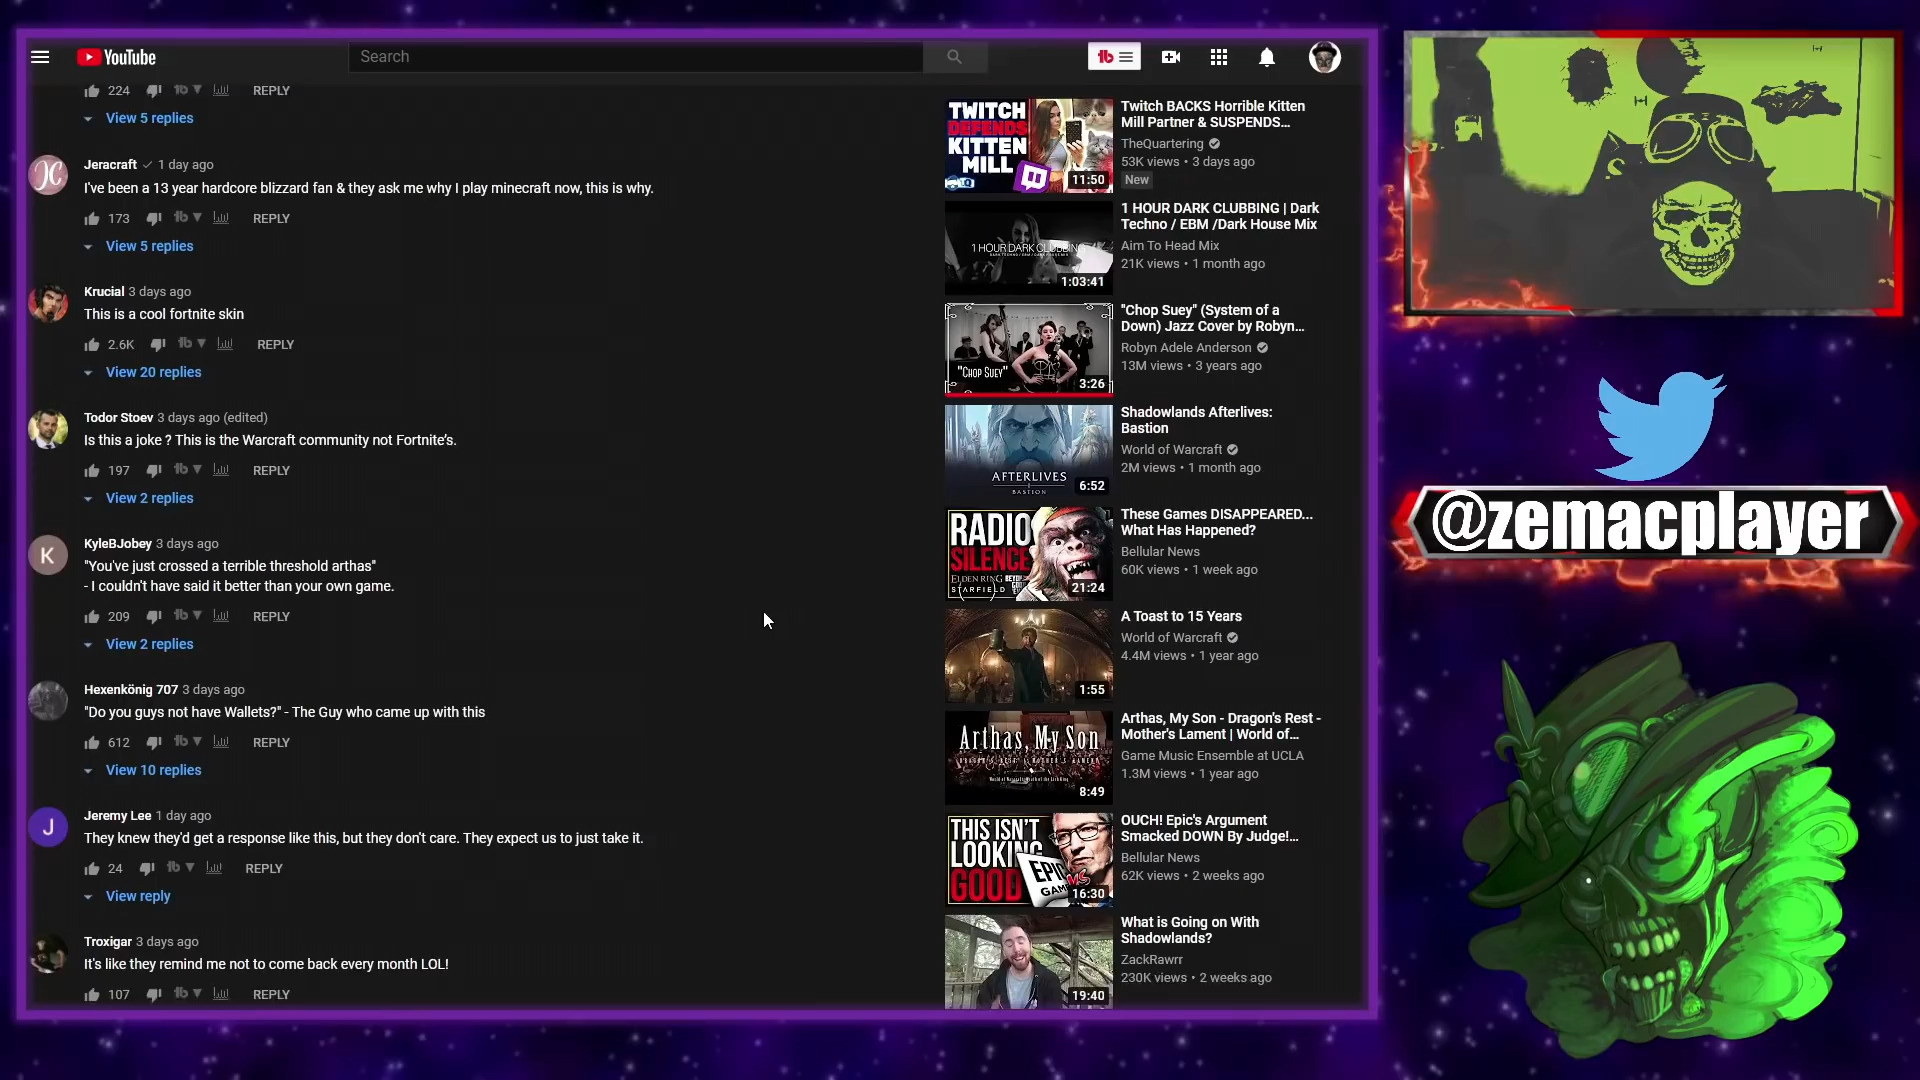 YouTube
Search
224
REPLY
View 5 replies
Jeracraft 1 day ago
I've been a 13 year hardcore blizzard fan & they ask me why I play minecraft now, this is why.
173
REPLY
View 5 replies
Krucial 3 days ago
This is a cool fortnite skin
2.6K
REPLY
View 20 replies
Todor Stoev 3 days ago (edited)
Is this a joke ? This is the Warcraft community not Fortnite's.
197
REPLY
View 2 replies
K
KyleBJobey 3 days ago
"You've just crossed a terrible threshold arthas"
- I couldn't have said it better than your own game.
209
REPLY
View 2 replies
Hexenkönig 707 3 days ago
"Do you guys not have Wallets?" - The Guy who came up with this
612
REPLY
View 10 replies
J
Jeremy Lee 1 day ago
They knew they'd get a response like this, but they don't care. They expect us to just take it.
24
REPLY
View reply
Troxigar 3 days ago
It's like they remind me not to come back every month LOL!
107
REPLY
TWITCH
DEFENDS
KITTEN
MILL
11:50
Twitch BACKS Horrible Kitten
Mill Partner & SUSPENDS...
TheQuartering
53K views • 3 days ago
New
1 HOUR DARK CLUBBING
1:03:41
1 HOUR DARK CLUBBING | Dark
Techno / EBM /Dark House Mix
Aim To Head Mix
21K views • 1 month ago
"CHOP SUEY"
3:26
"Chop Suey" (System of a
Down) Jazz Cover by Robyn...
Robyn Adele Anderson
13M views • 3 years ago
AFTERLIVES
BASTION
6:52
Shadowlands Afterlives:
Bastion
World of Warcraft
2M views • 1 month ago
RADIO
SILENCE
ELDEN RING
STARFIELD
21:24
These Games DISAPPEARED...
What Has Happened?
Bellular News
60K views • 1 week ago
1:55
A Toast to 15 Years
World of Warcraft
4.4M views • 1 year ago
Arthas, My Son
8:49
Arthas, My Son - Dragon's Rest -
Mother's Lament | World of...
Game Music Ensemble at UCLA
1.3M views • 1 year ago
THIS ISN'T
LOOKING
GOOD
EPIC
GAM
16:30
OUCH! Epic's Argument
Smacked DOWN By Judge!...
Bellular News
62K views • 2 weeks ago
19:40
What is Going on With
Shadowlands?
ZackRawrr
230K views • 2 weeks ago
@zemacplayer